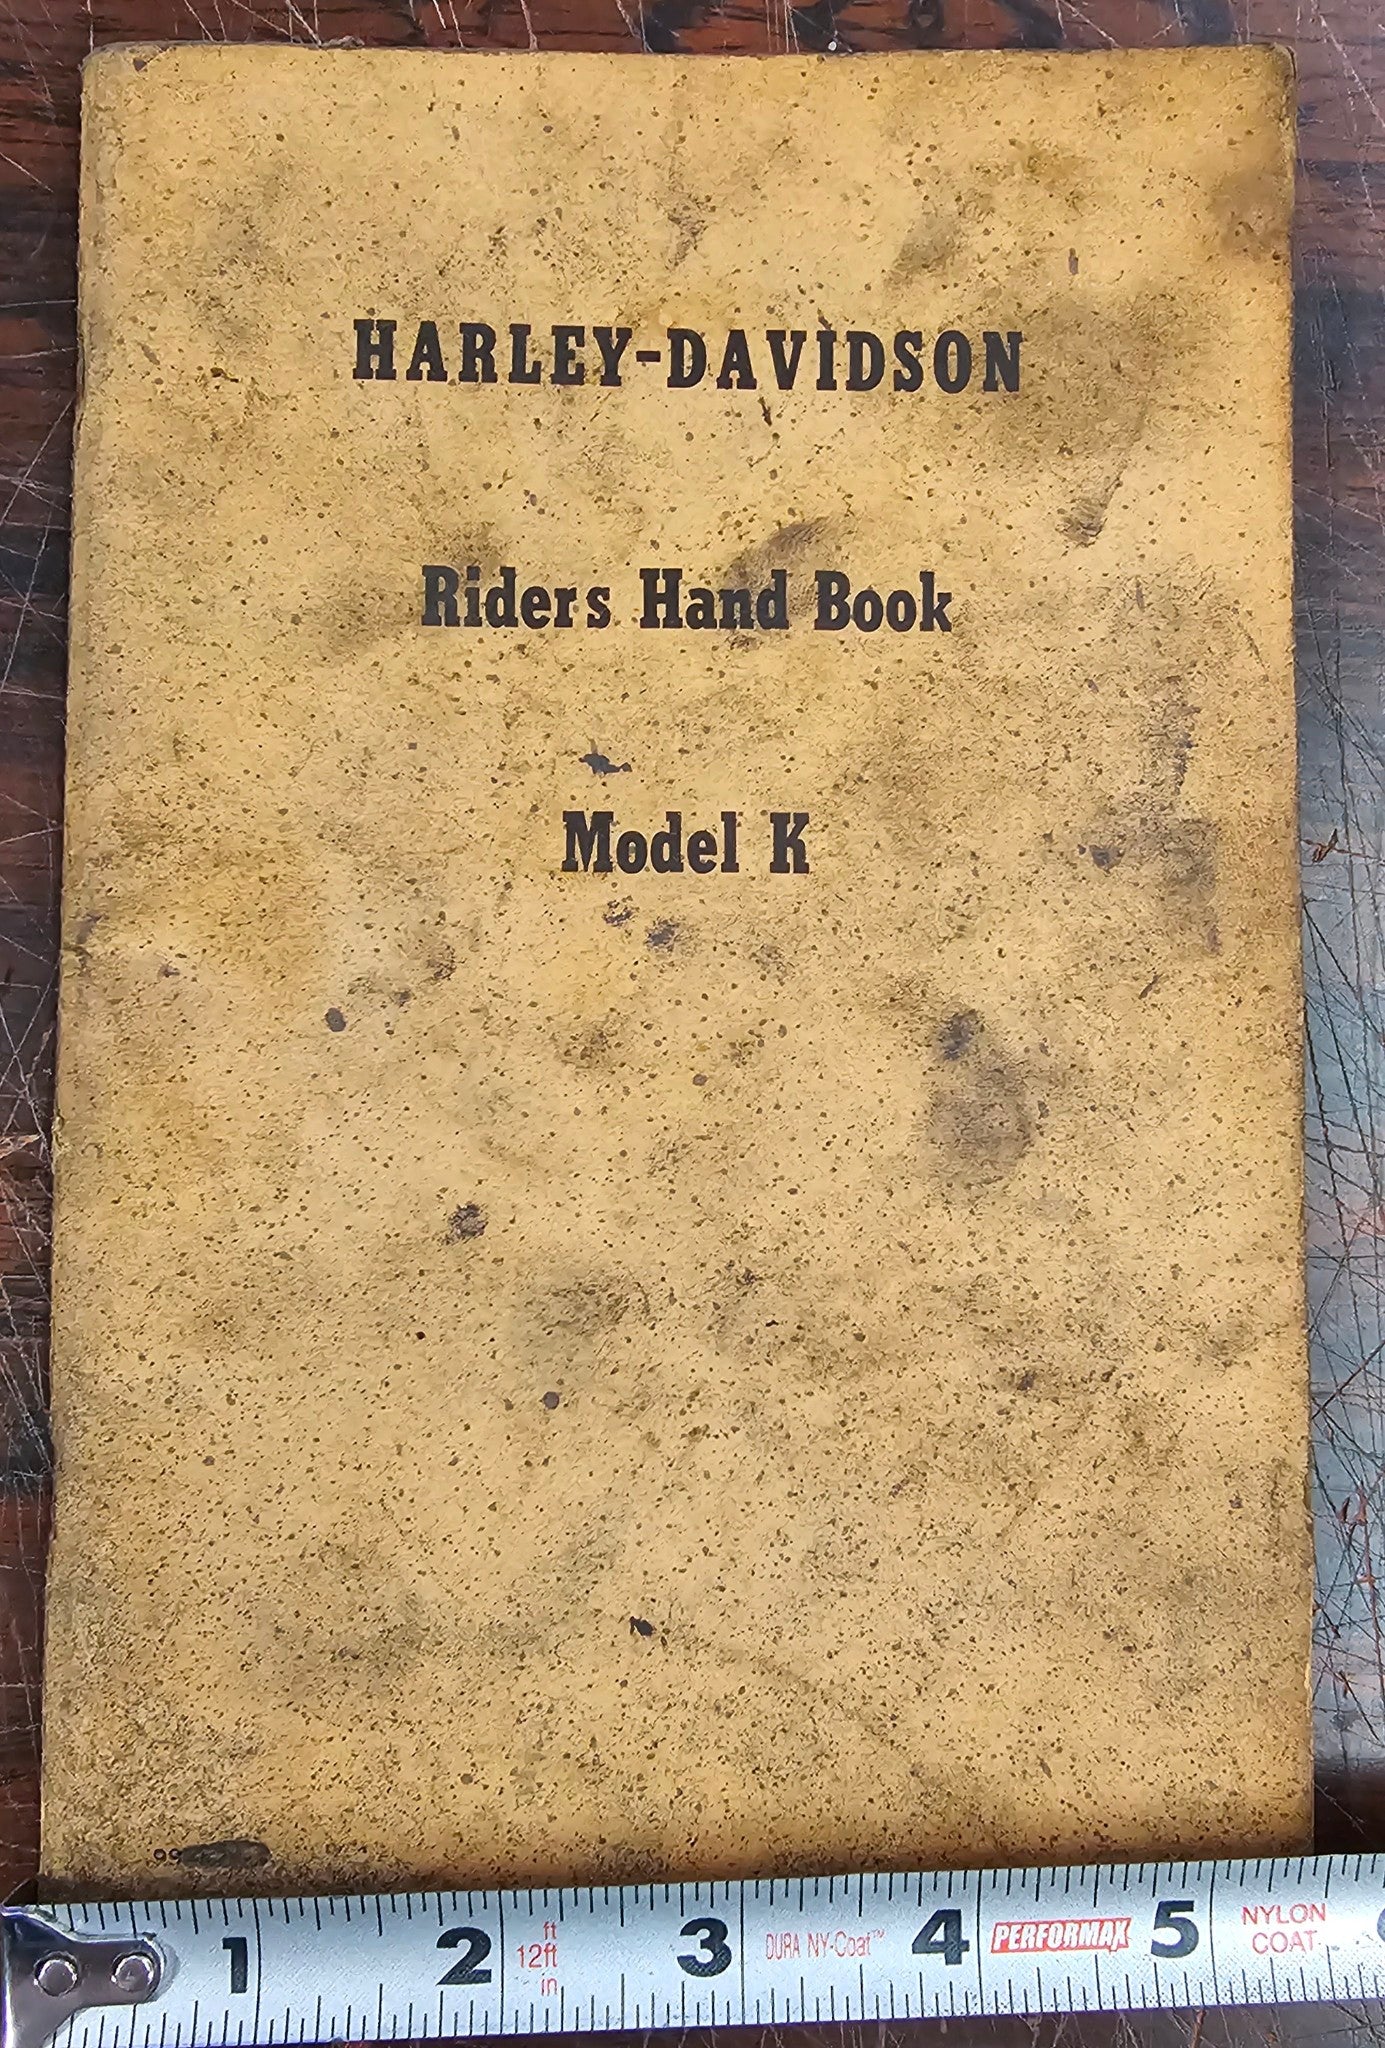 HARLEY-DAVIDSON
Riders Hand Book
Model K
99
1 2 ft 12ft in 3 DURA NY-Coat™ 4 PERFORMAX 5 NYLON COAT